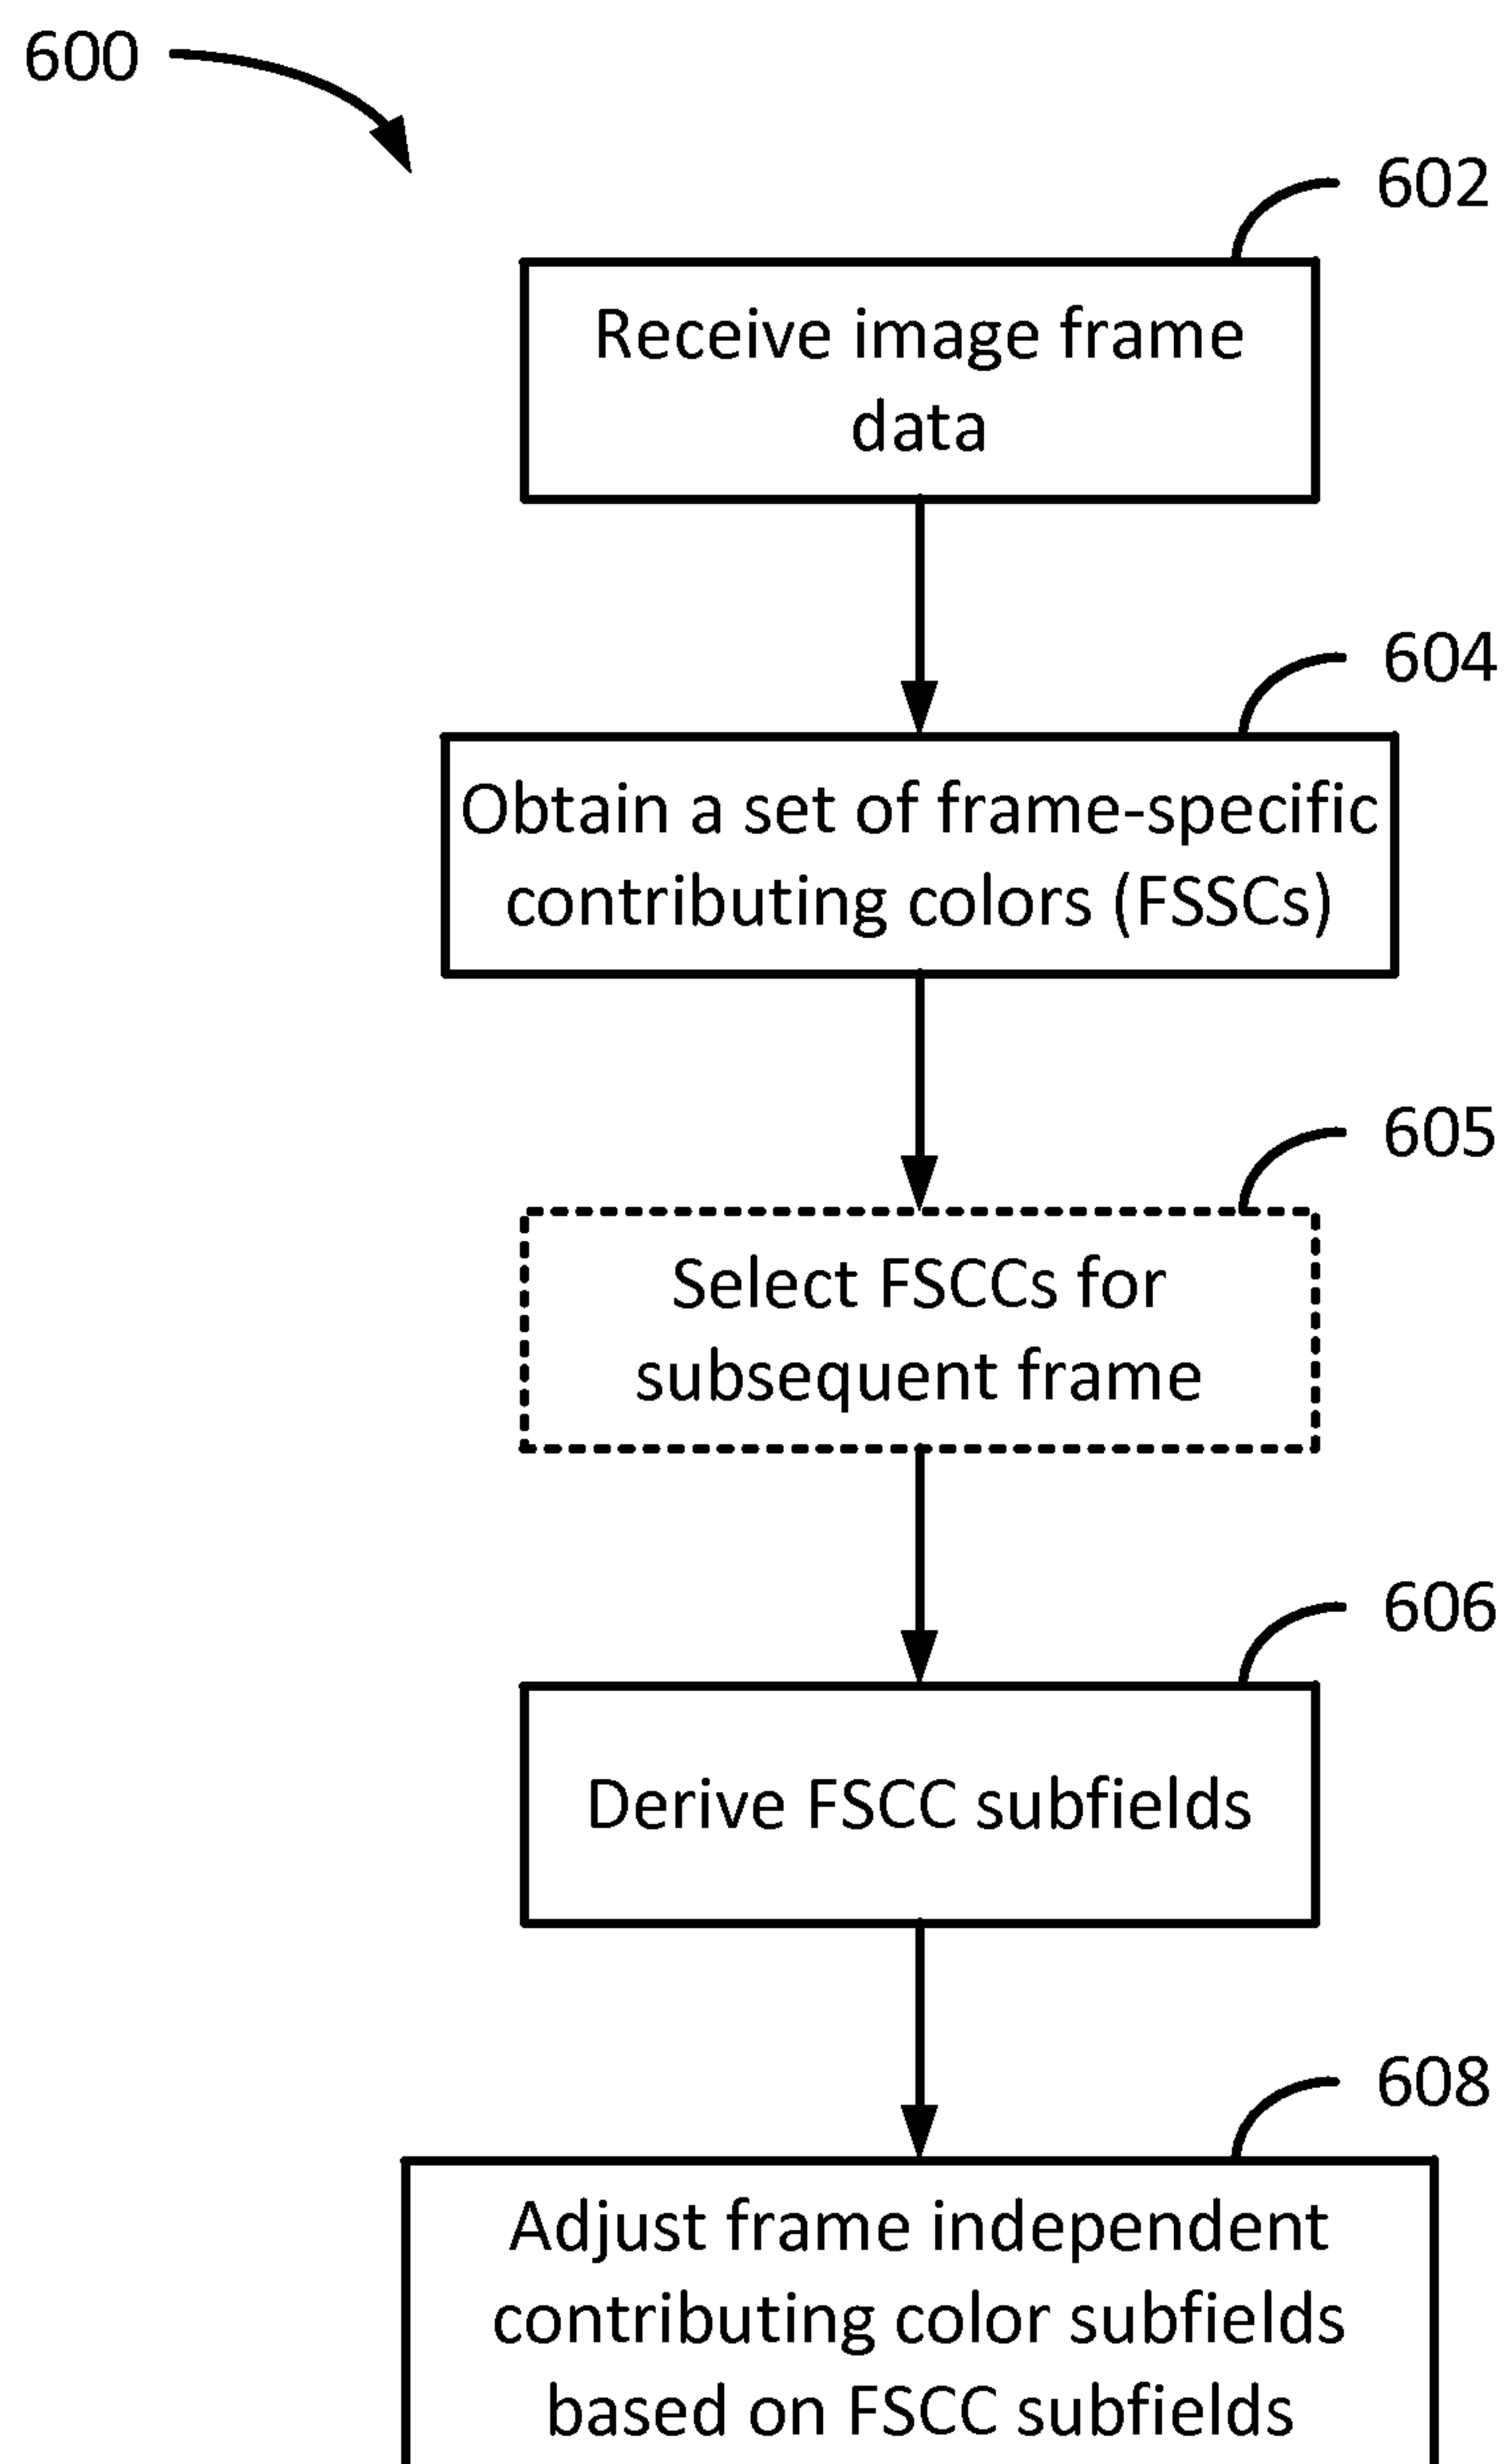 600
602
Receive image frame
data
604
Obtain a set of frame-specific
contributing colors (FSSCs)
605
Select FSCCs for
subsequent frame
606
Derive FSCC subfields
608
Adjust frame independent
contributing color subfields
based on FSCC subfields